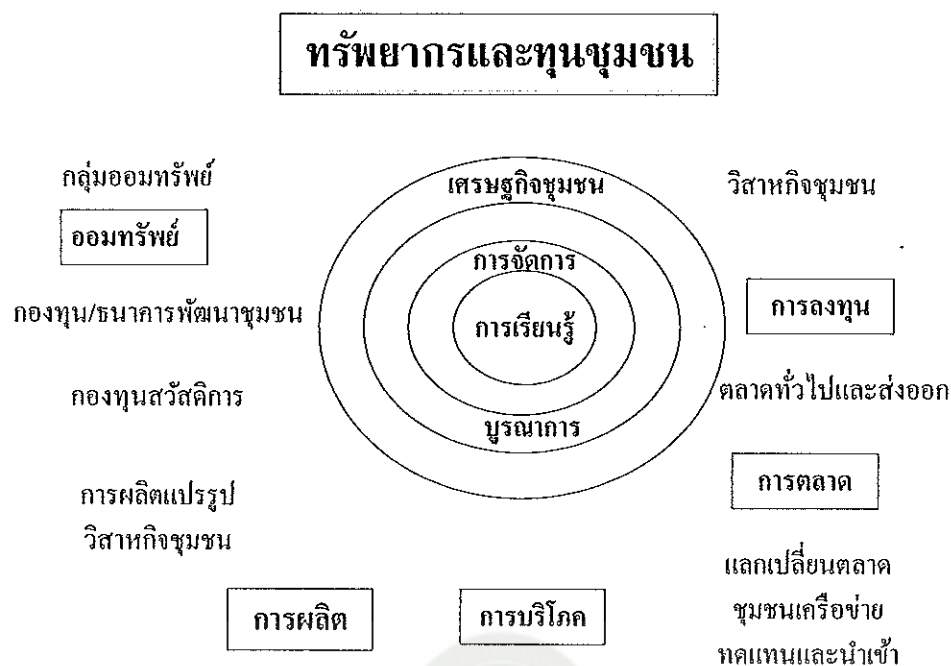 ทรัพยากรและทุนชุมชน
กลุ่มออมทรัพย์
เศรษฐกิจชุมชน
วิสาหกิจชุมชน
ออมทรัพย์
การจัดการ
กองทุน/ธนาคารพัฒนาชุมชน
การเรียนรู้
การลงทุน
กองทุนสวัสดิการ
ตลาดทั่วไปและส่งออก
บูรณาการ
การตลาด
การผลิตแปรรูป
วิสาหกิจชุมชน
แลกเปลี่ยนตลาด
ชุมชนเครือข่าย
ทดแทนและนำเข้า
การผลิต
การบริโภค